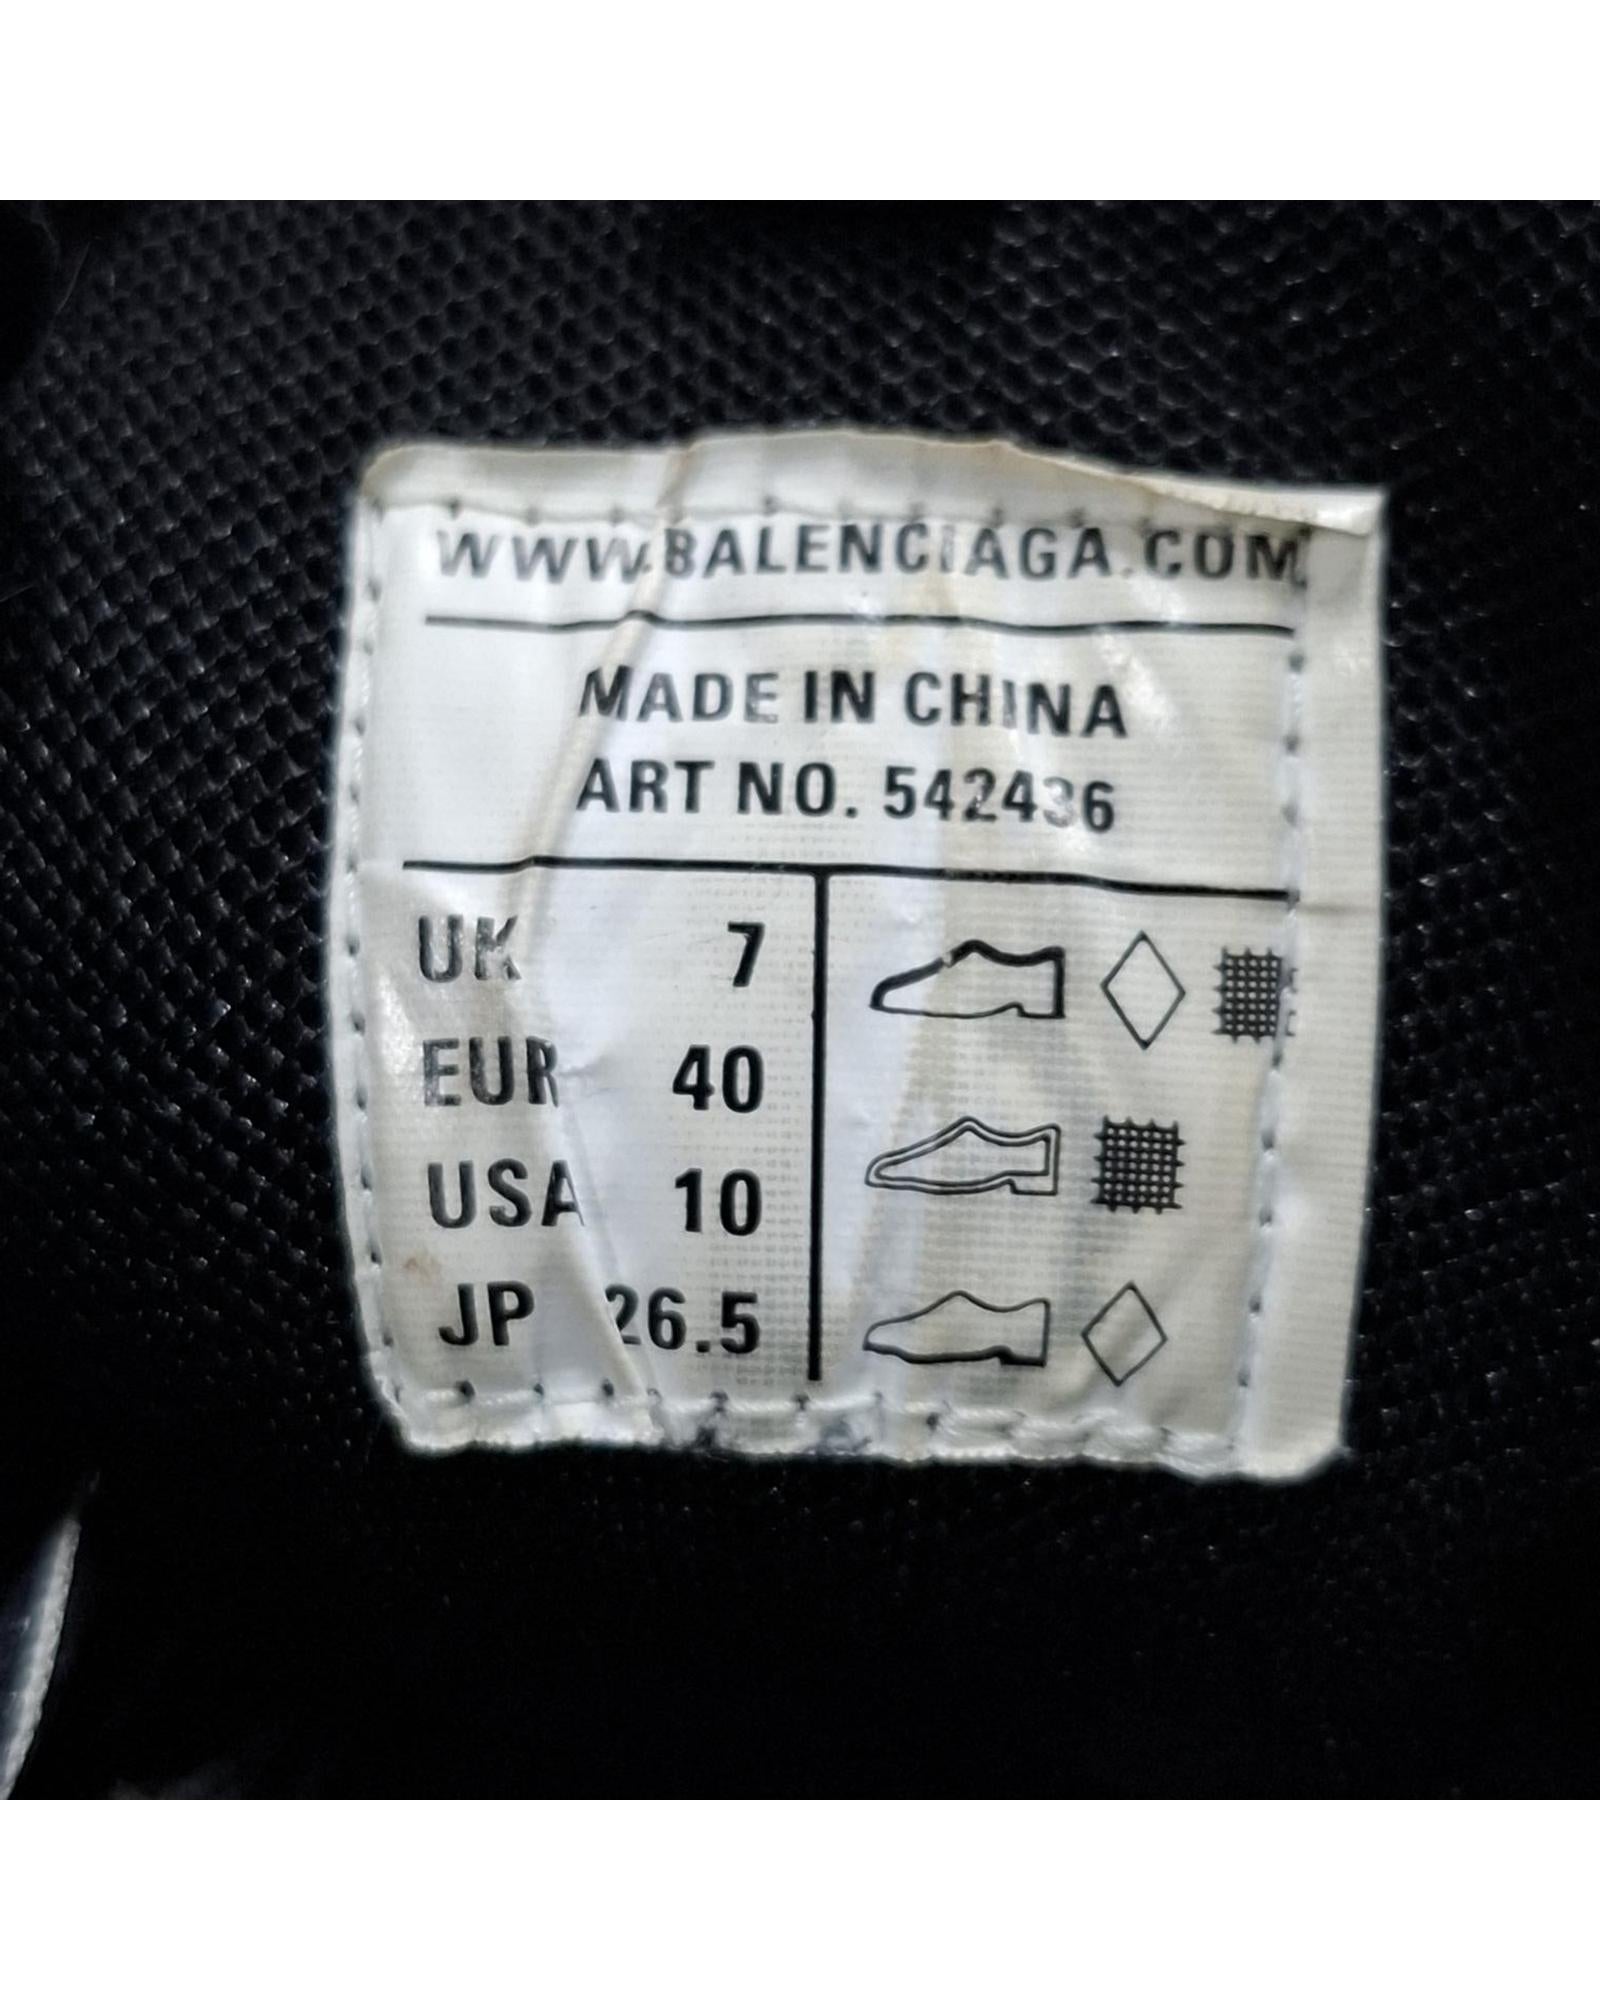 WWW.BALENCIAGA.COM
MADE IN CHINA
ART NO. 542436
UK 7
EUR 40
USA 10
JP 26.5